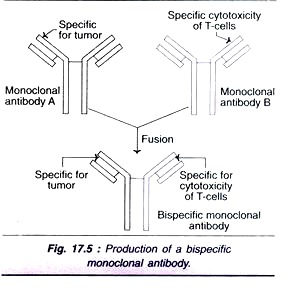 Specific
for tumor
Specific cytotoxicity
of T-cells
Monoclonal
antibody A
Monoclonal
antibody B
Fusion
Specific for
tumor
Specific for
cytotoxicity
of T-cells
Bispecific monoclonal
antibody
Fig. 17.5 : Production of a bispecific
monoclonal antibody.